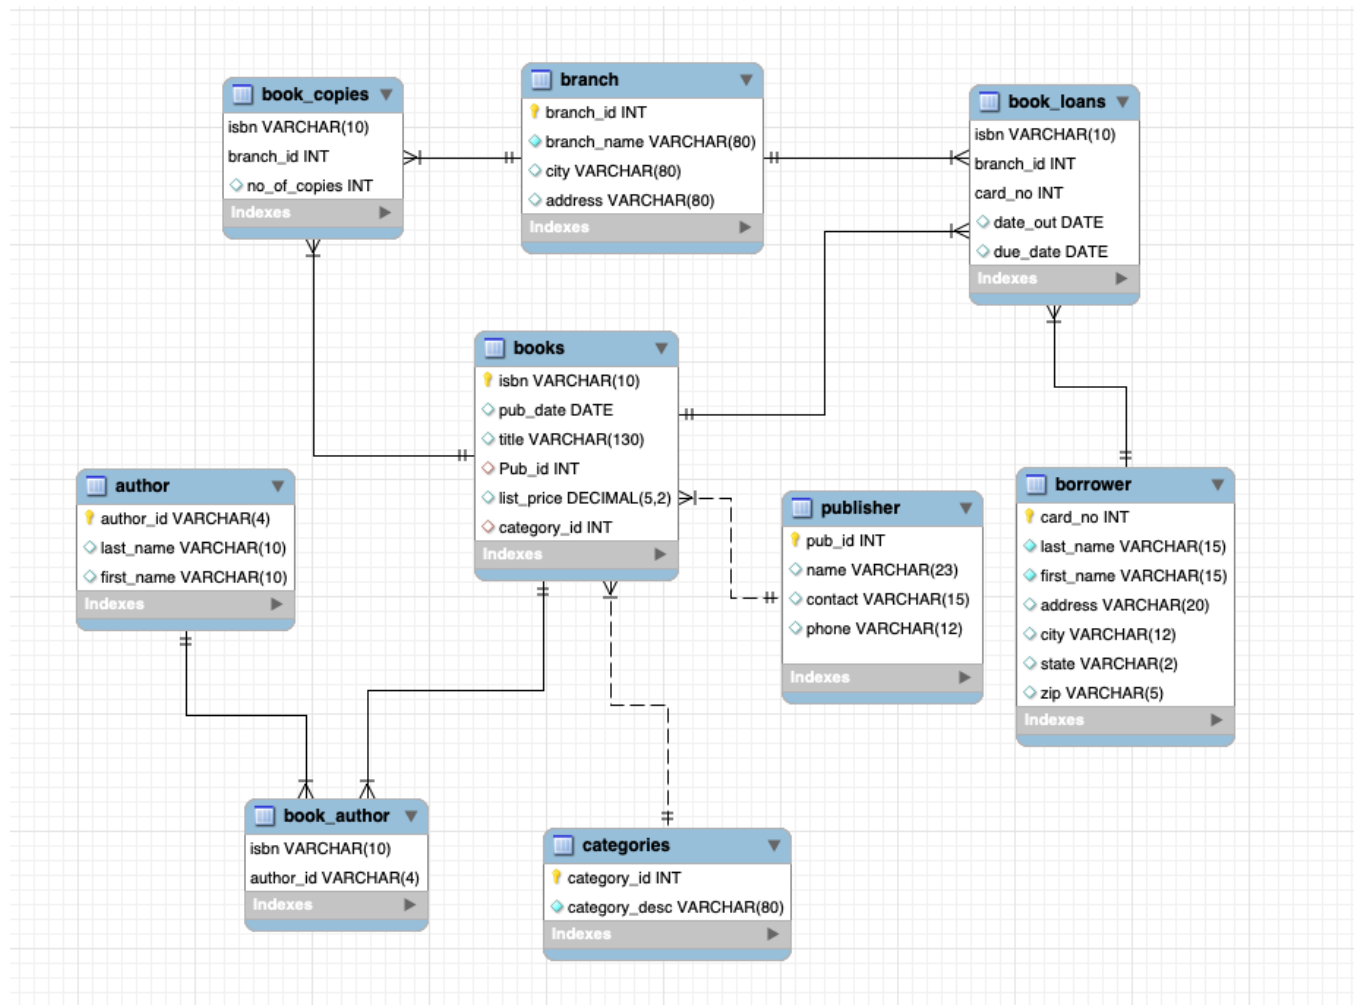 book_copies
isbn VARCHAR(10)
branch_id INT
no_of_copies INT
Indexes
branch
branch_id INT
branch_name VARCHAR(80)
city VARCHAR(80)
address VARCHAR(80)
Indexes
book_loans
isbn VARCHAR(10)
branch_id INT
card_no INT
date_out DATE
due_date DATE
Indexes
books
isbn VARCHAR(10)
pub_date DATE
title VARCHAR(130)
Pub_id INT
list_price DECIMAL(5,2)
category_id INT
Indexes
author
author_id VARCHAR(4)
last_name VARCHAR(10)
first_name VARCHAR(10)
Indexes
publisher
pub_id INT
name VARCHAR(23)
contact VARCHAR(15)
phone VARCHAR(12)
Indexes
borrower
card_no INT
last_name VARCHAR(15)
first_name VARCHAR(15)
address VARCHAR(20)
city VARCHAR(12)
state VARCHAR(2)
zip VARCHAR(5)
Indexes
book_author
isbn VARCHAR(10)
author_id VARCHAR(4)
Indexes
categories
category_id INT
category_desc VARCHAR(80)
Indexes